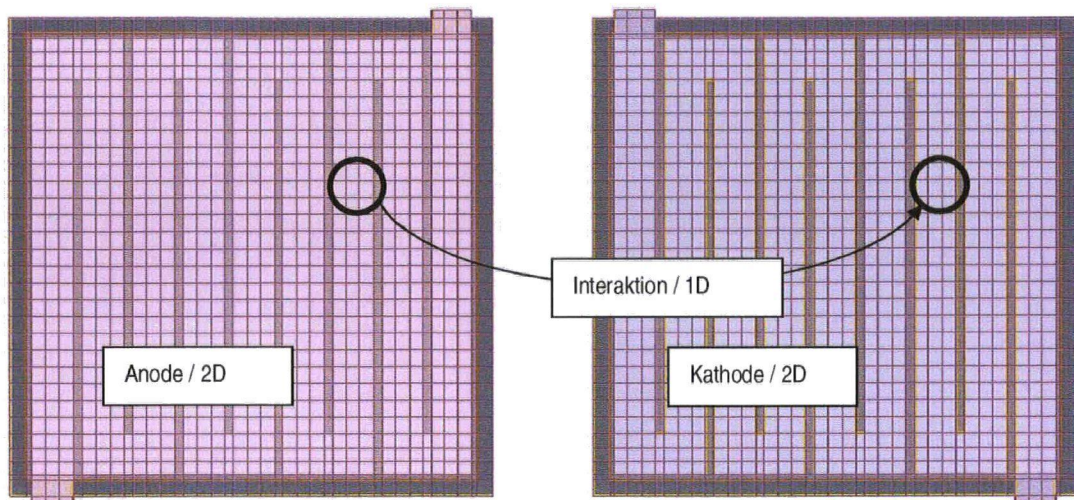 Interaktion / 1D
Anode / 2D
Kathode / 2D